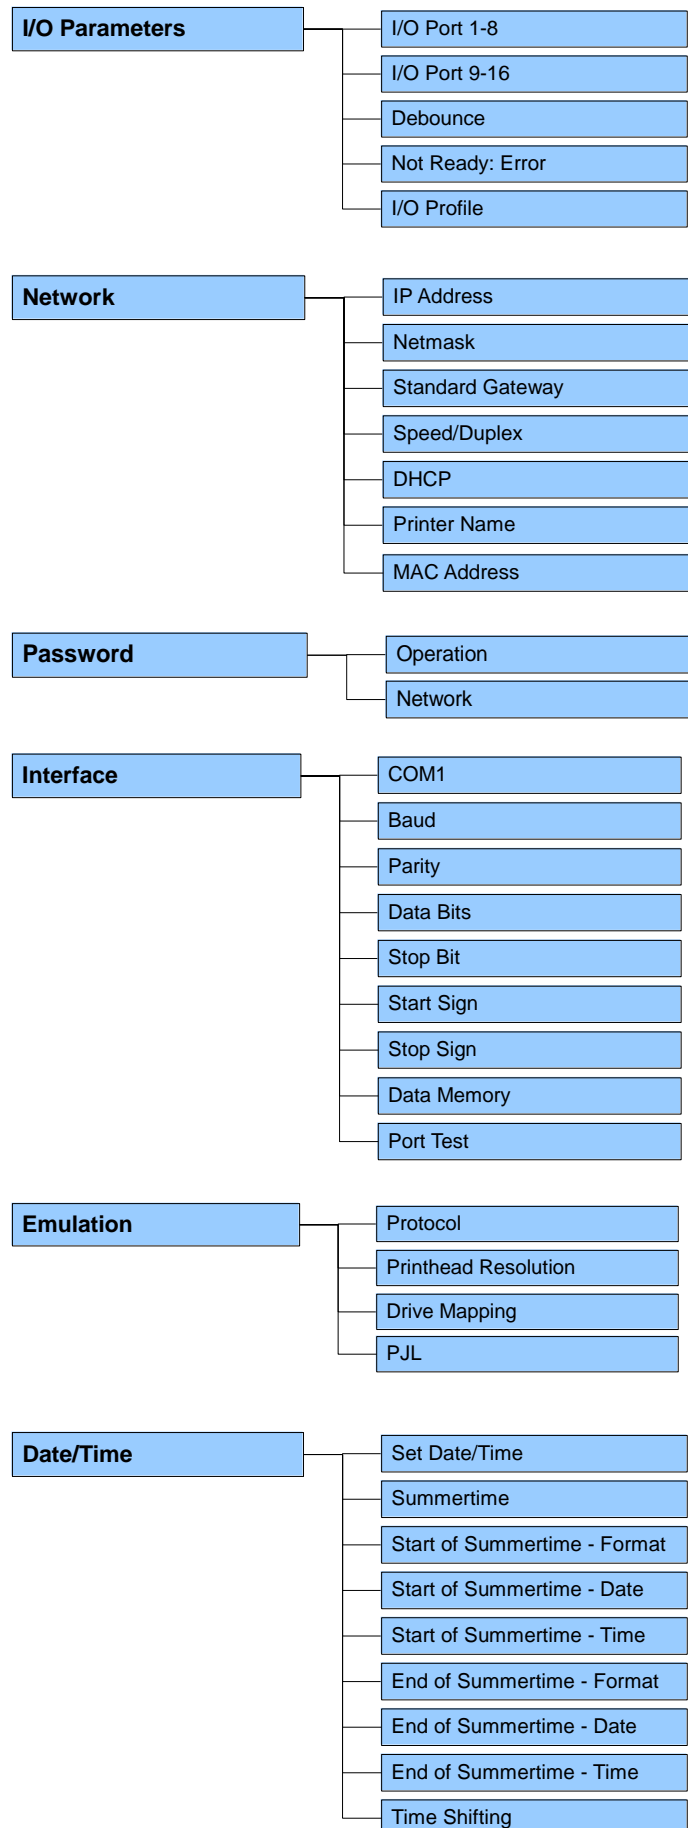 I/O Parameters
I/O Port 1-8
I/O Port 9-16
Debounce
Not Ready: Error
I/O Profile
Network
IP Address
Netmask
Standard Gateway
Speed/Duplex
DHCP
Printer Name
MAC Address
Password
Operation
Network
Interface
COM1
Baud
Parity
Data Bits
Stop Bit
Start Sign
Stop Sign
Data Memory
Port Test
Emulation
Protocol
Printhead Resolution
Drive Mapping
PJL
Date/Time
Set Date/Time
Summertime
Start of Summertime - Format
Start of Summertime - Date
Start of Summertime - Time
End of Summertime - Format
End of Summertime - Date
End of Summertime - Time
Time Shifting